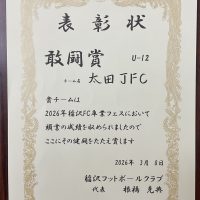 表彰状
敢闘賞 U-12
チーム名 太田JFC
貴チームは
2026年稲沢FC卒業フェスにおいて
頭書の成績を収められましたので
ここにその健闘をたたえ賞します
2026年 3月 8日
稲沢フットボールクラブ
代表 椎橋 克典